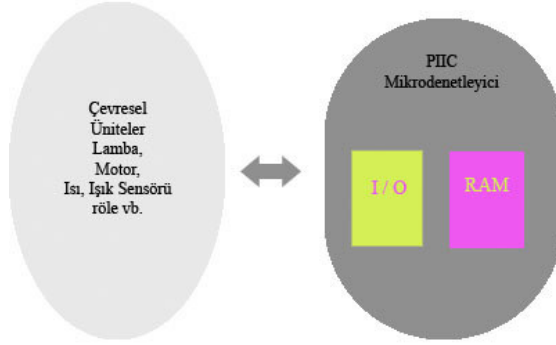 Çevresel
Üniteler
Lamba,
Motor,
Isı, Işık Sensörü
röle vb.
PIIC
Mikrodenetleyici
I / O
RAM